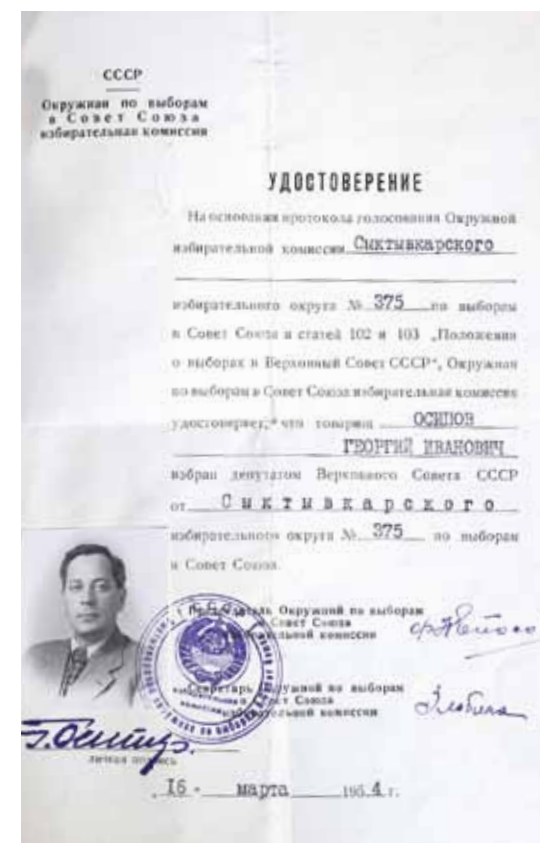 СССР
Окружная по выборам
в Совет Союза
избирательная комиссия
УДОСТОВЕРЕНИЕ
На основании протокола голосования Окружной
избирательной комиссии Сыктывкарского
избирательного округа № 375 по выборам
в Совет Союза и статей 102 и 103 „Положения
о выборах в Верховный Совет СССР“, Окружная
по выборам в Совет Союза избирательная комиссия
удостоверяет, что товарищ ОСИПОВ
ГЕОРГИЙ ИВАНОВИЧ
избран депутатом Верховного Совета СССР
от Сыктывкарского
избирательного округа № 375 по выборам
в Совет Союза.
Председатель Окружной по выборам
в Совет Союза
избирательной комиссии
Секретарь Окружной по выборам
в Совет Союза
избирательной комиссии
личная подпись
16 - марта 1954 г.